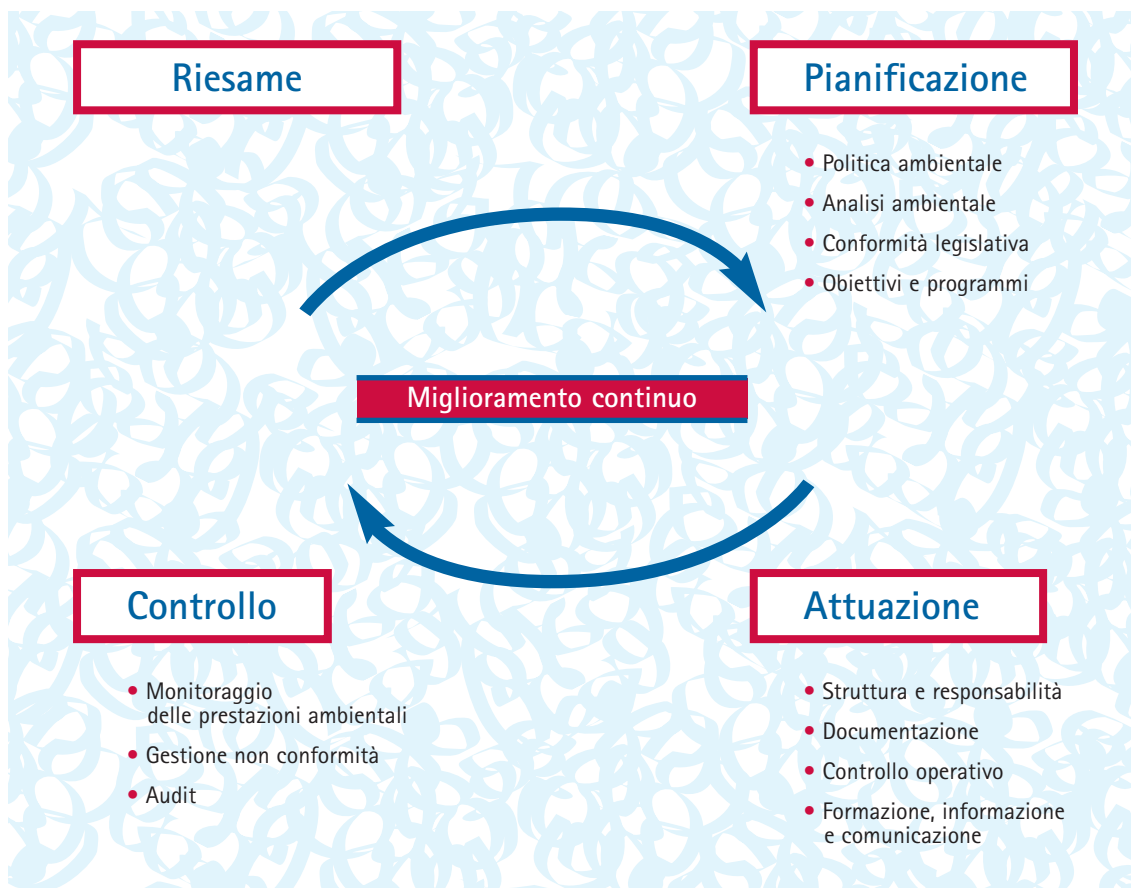 Riesame
Pianificazione
• Politica ambientale
• Analisi ambientale
• Conformità legislativa
• Obiettivi e programmi
Miglioramento continuo
Controllo
• Monitoraggio
delle prestazioni ambientali
• Gestione non conformità
• Audit
Attuazione
• Struttura e responsabilità
• Documentazione
• Controllo operativo
• Formazione, informazione
e comunicazione